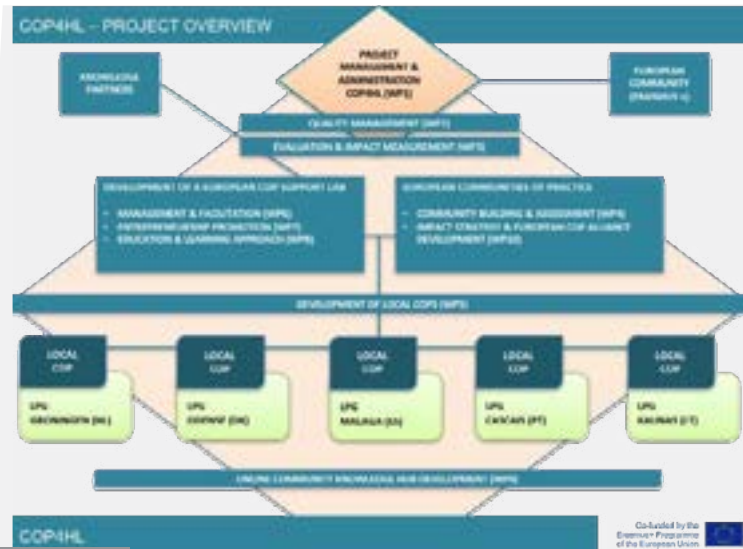 COP4HL – PROJECT OVERVIEW
PROJECT
MANAGEMENT &
ADMINISTRATION
COP4HL (WP1)
KNOWLEDGE
PARTNERS
EUROPEAN
COMMUNITY
(ERASMUS +)
QUALITY MANAGEMENT
EVALUATION & IMPACT MEASUREMENT
DEVELOPMENT OF A EUROPEAN COP SUPPORT LAB
MANAGEMENT & FACILITATION (WP6)
ENTREPRENEURSHIP PROMOTION (WP7)
EDUCATION & LEARNING APPROACH (WP8)
EUROPEAN COMMUNITIES OF PRACTICE
COMMUNITY BUILDING & ASSESSMENT (WP4)
IMPACT STRATEGY & EUROPEAN COP ALLIANCE
DEVELOPMENT (WP10)
DEVELOPMENT OF LOCAL COPS (WP5)
LOCAL
COP
LPG
GRONINGEN (NL)
LOCAL
COP
LPG
ODENSE (DK)
LOCAL
COP
LPG
MALAGA (ES)
LOCAL
COP
LPG
CASCAIS (PT)
LOCAL
COP
LPG
KAUNAS (LT)
ONLINE COMMUNITY KNOWLEDGE HUB DEVELOPMENT (WP9)
COP4HL
Co-funded by the
Erasmus+ Programme
of the European Union